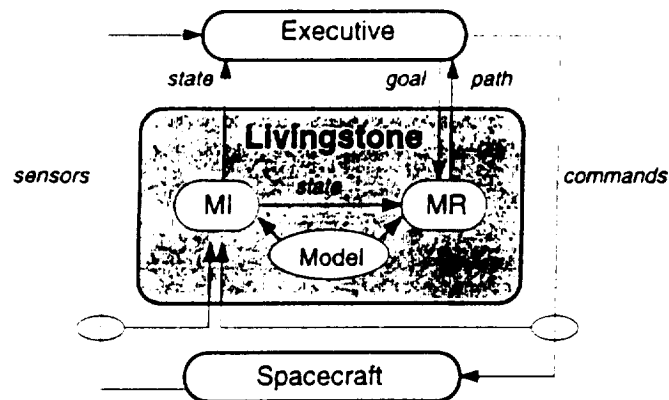 Executive
state
goal
path
Livingstone
sensors
state
commands
MI
MR
Model
Spacecraft